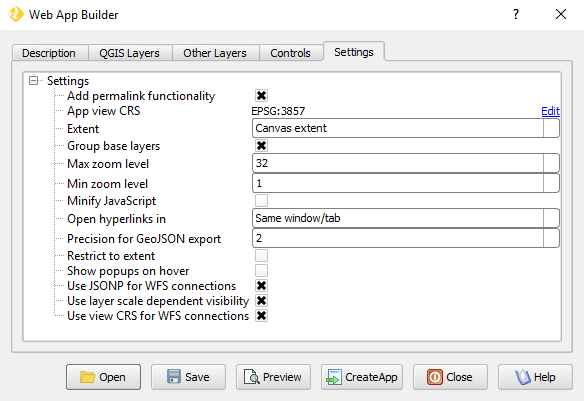 Web App Builder
?
Description QGIS Layers Other Layers Controls Settings
Settings
Add permalink functionality
App view CRS EPSG:3857 Edit
Extent Canvas extent
Group base layers
Max zoom level 32
Min zoom level 1
Minify JavaScript
Open hyperlinks in Same window/tab
Precision for GeoJSON export 2
Restrict to extent
Show popups on hover
Use JSONP for WFS connections
Use layer scale dependent visibility
Use view CRS for WFS connections
Open Save Preview CreateApp Close Help